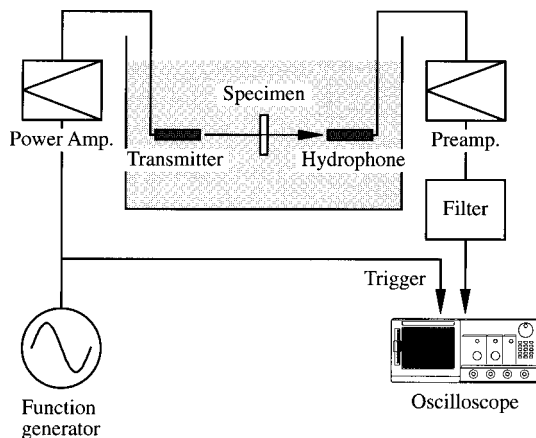 Specimen
Power Amp.
Transmitter
Hydrophone
Preamp.
Filter
Trigger
Function
generator
Oscilloscope